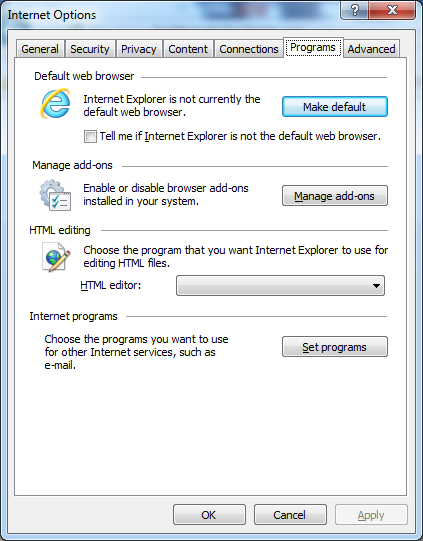 Internet Options
General Security Privacy Content Connections Programs Advanced
Default web browser
Internet Explorer is not currently the
default web browser.
Make default
Tell me if Internet Explorer is not the default web browser.
Manage add-ons
Enable or disable browser add-ons
installed in your system.
Manage add-ons
HTML editing
Choose the program that you want Internet Explorer to use for
editing HTML files.
HTML editor:
Internet programs
Choose the programs you want to use
for other Internet services, such as
e-mail.
Set programs
OK Cancel Apply